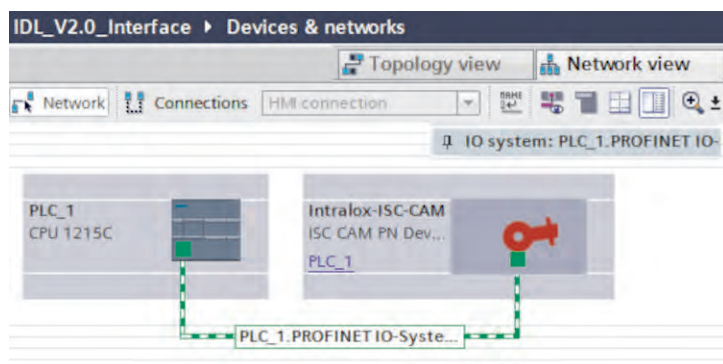 IDL_V2.0_Interface ▸ Devices & networks
Topology view Network view
Network Connections HMI connection
IO system: PLC_1.PROFINET IO-
PLC_1 Intralox-ISC-CAM
CPU 1215C ISC CAM PN Dev...
PLC_1
PLC_1.PROFINET IO-Syste...